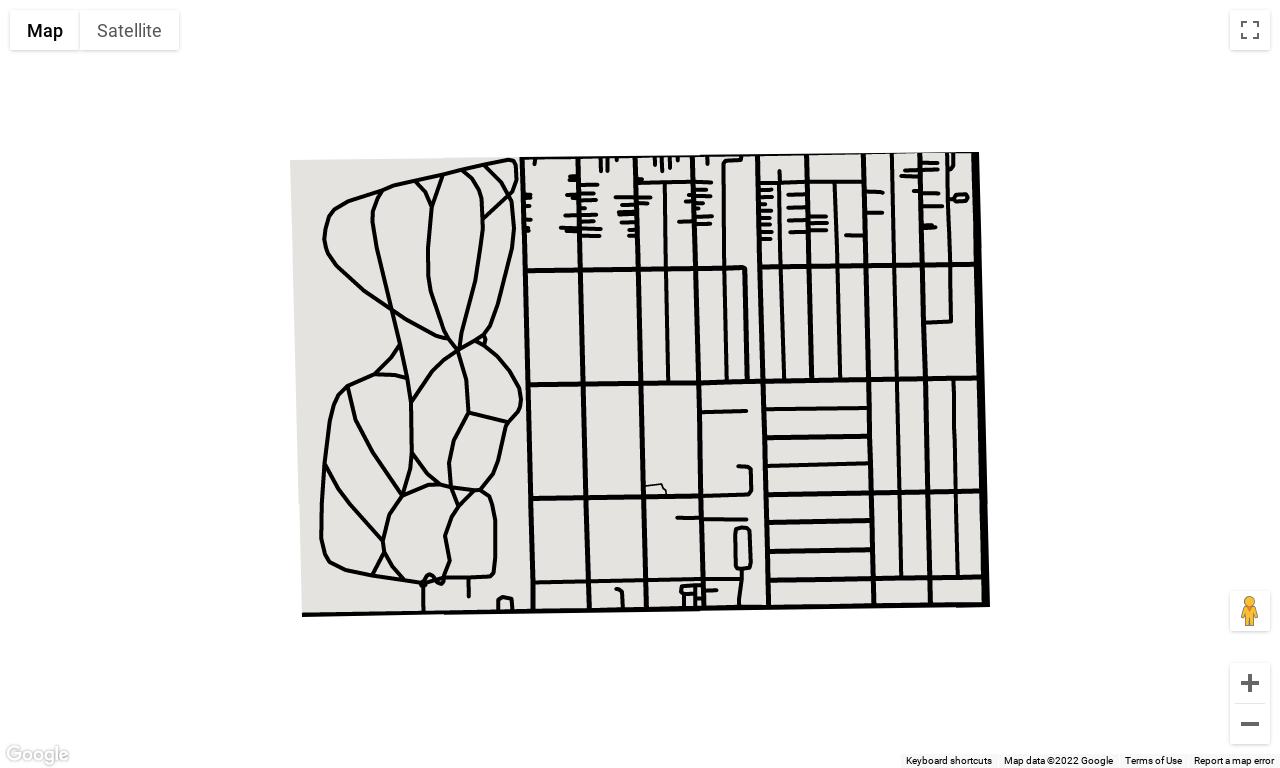 Map Satellite
Google
Keyboard shortcuts Map data ©2022 Google Terms of Use Report a map error